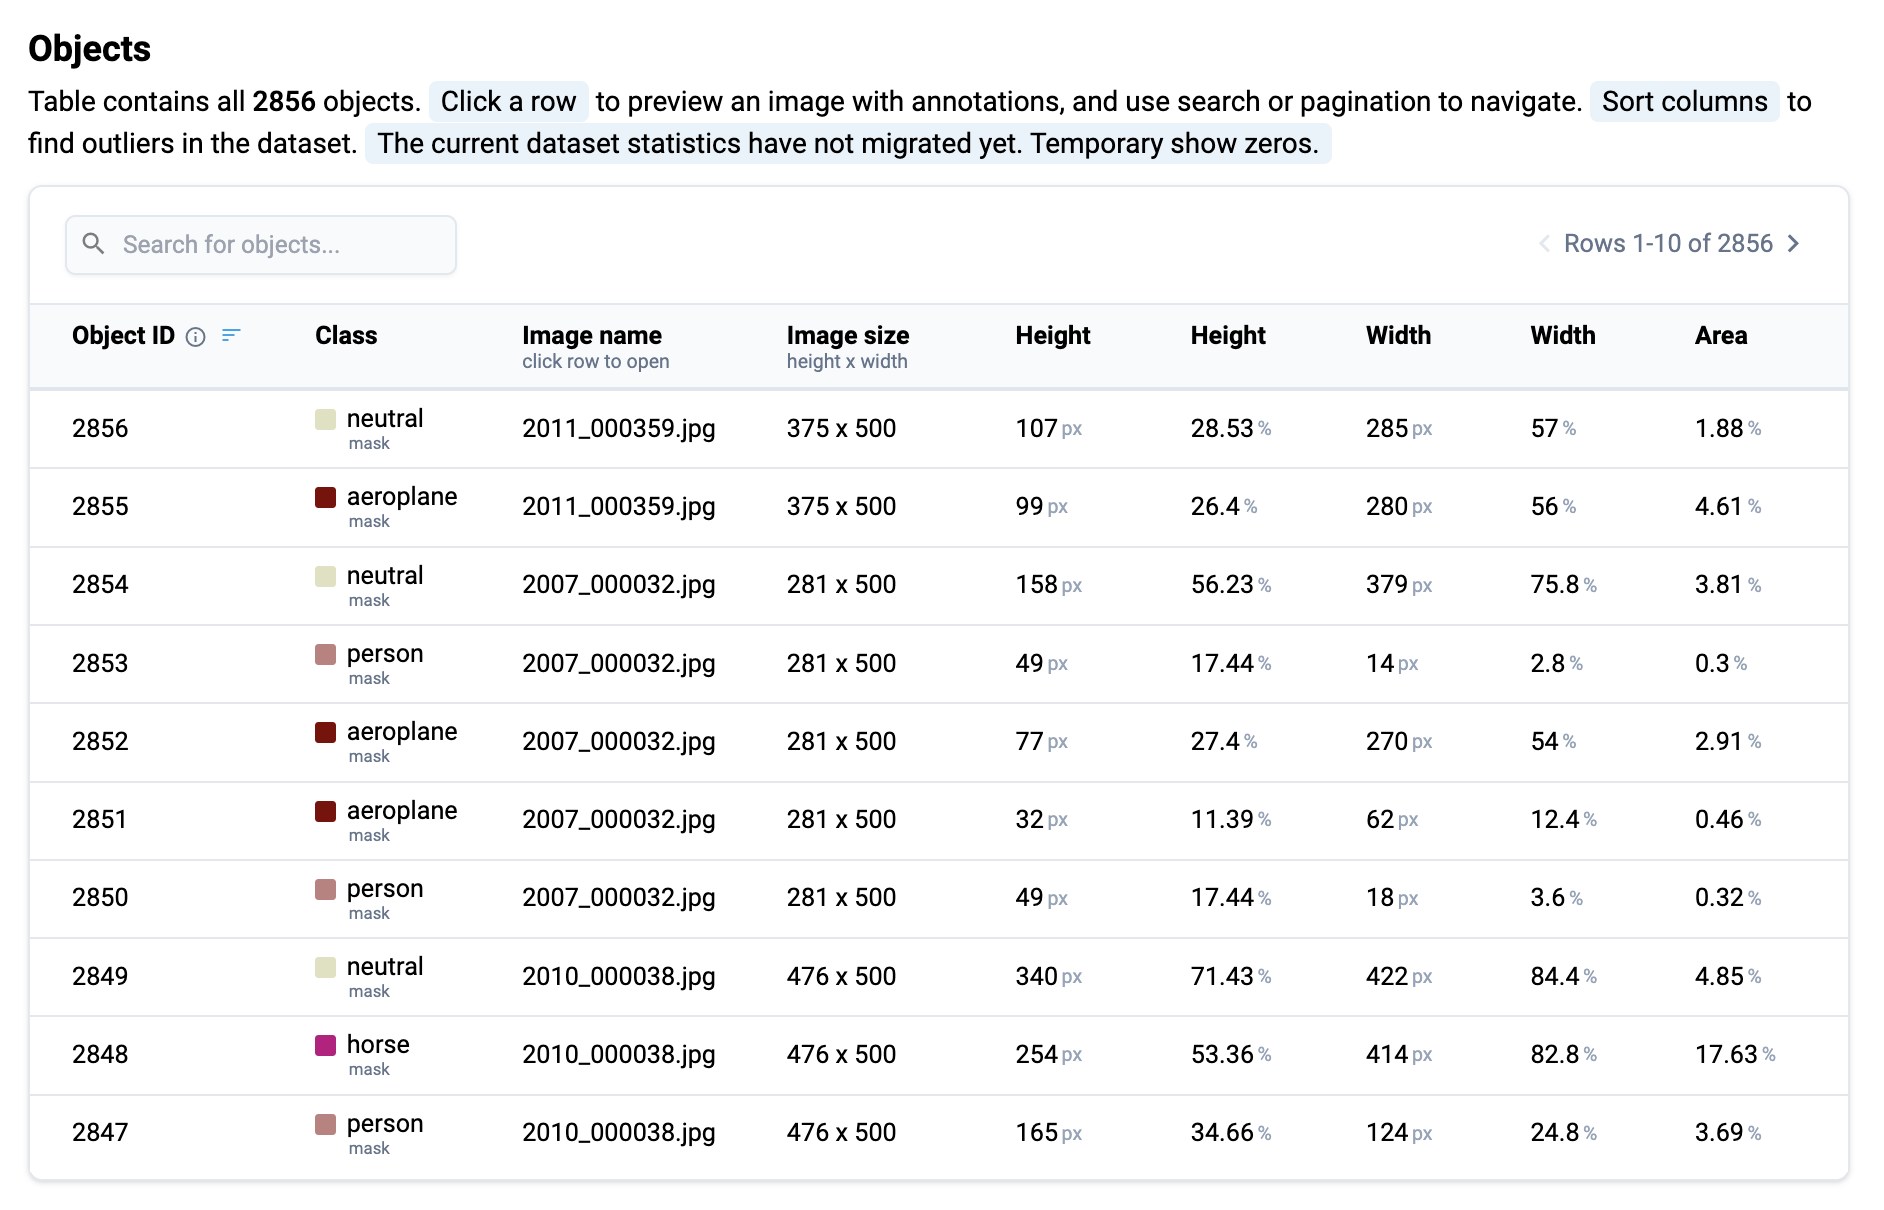 Objects
Table contains all 2856 objects. Click a row to preview an image with annotations, and use search or pagination to navigate. Sort columns to
find outliers in the dataset. The current dataset statistics have not migrated yet. Temporary show zeros.
Search for objects... Rows 1-10 of 2856
Object ID Class Image name Image size Height Height Width Width Area
click row to open height x width
2856 neutral mask 2011_000359.jpg 375 x 500 107 px 28.53 % 285 px 57 % 1.88 %
2855 aeroplane mask 2011_000359.jpg 375 x 500 99 px 26.4 % 280 px 56 % 4.61 %
2854 neutral mask 2007_000032.jpg 281 x 500 158 px 56.23 % 379 px 75.8 % 3.81 %
2853 person mask 2007_000032.jpg 281 x 500 49 px 17.44 % 14 px 2.8 % 0.3 %
2852 aeroplane mask 2007_000032.jpg 281 x 500 77 px 27.4 % 270 px 54 % 2.91 %
2851 aeroplane mask 2007_000032.jpg 281 x 500 32 px 11.39 % 62 px 12.4 % 0.46 %
2850 person mask 2007_000032.jpg 281 x 500 49 px 17.44 % 18 px 3.6 % 0.32 %
2849 neutral mask 2010_000038.jpg 476 x 500 340 px 71.43 % 422 px 84.4 % 4.85 %
2848 horse mask 2010_000038.jpg 476 x 500 254 px 53.36 % 414 px 82.8 % 17.63 %
2847 person mask 2010_000038.jpg 476 x 500 165 px 34.66 % 124 px 24.8 % 3.69 %